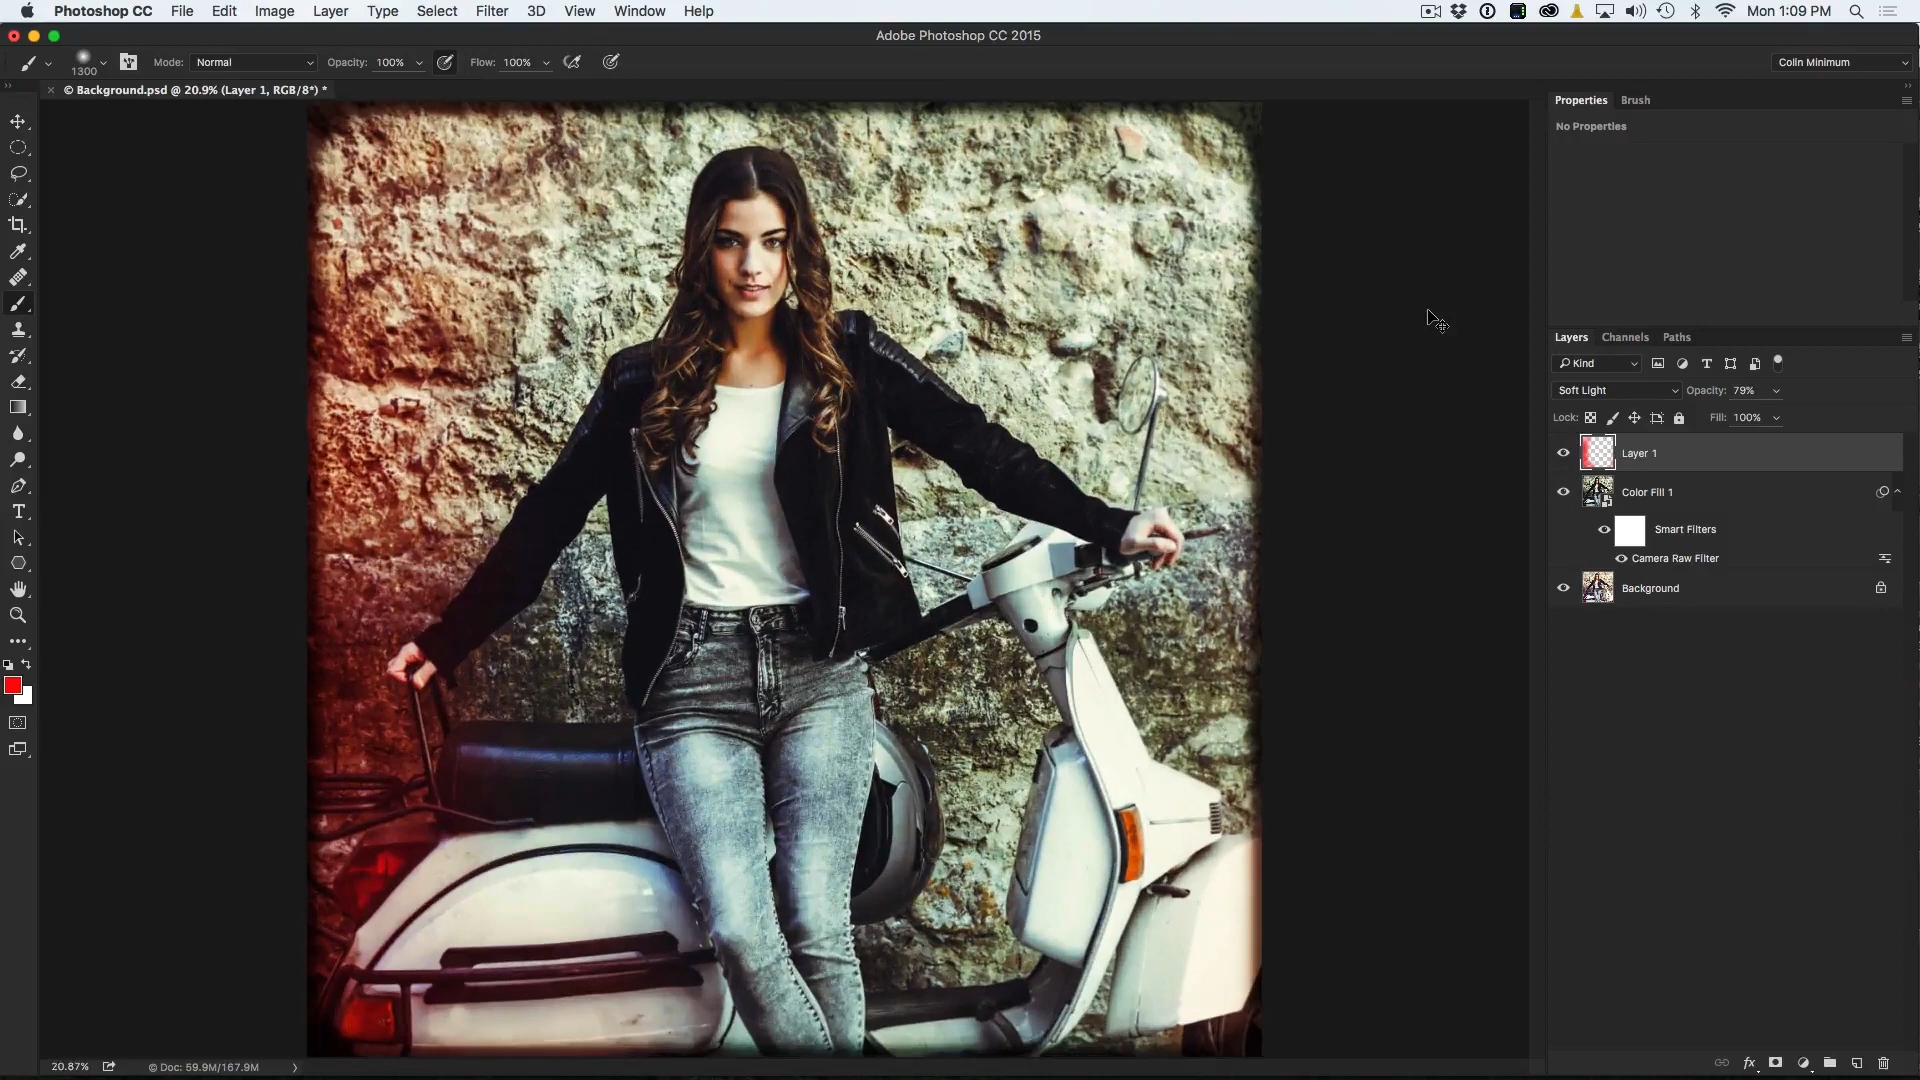 Photoshop CC File Edit Image Layer Type Select Filter 3D View Window Help Mon 1:09 PM
Adobe Photoshop CC 2015
1300 Mode: Normal Opacity: 100% Flow: 100% Colin Minimum
© Background.psd @ 20.9% (Layer 1, RGB/8*) *
Properties Brush
No Properties
Layers Channels Paths
Kind
Soft Light Opacity: 79%
Lock: Fill: 100%
Layer 1
Color Fill 1
Smart Filters
Camera Raw Filter
Background
20.87% © Doc: 59.9M/167.9M